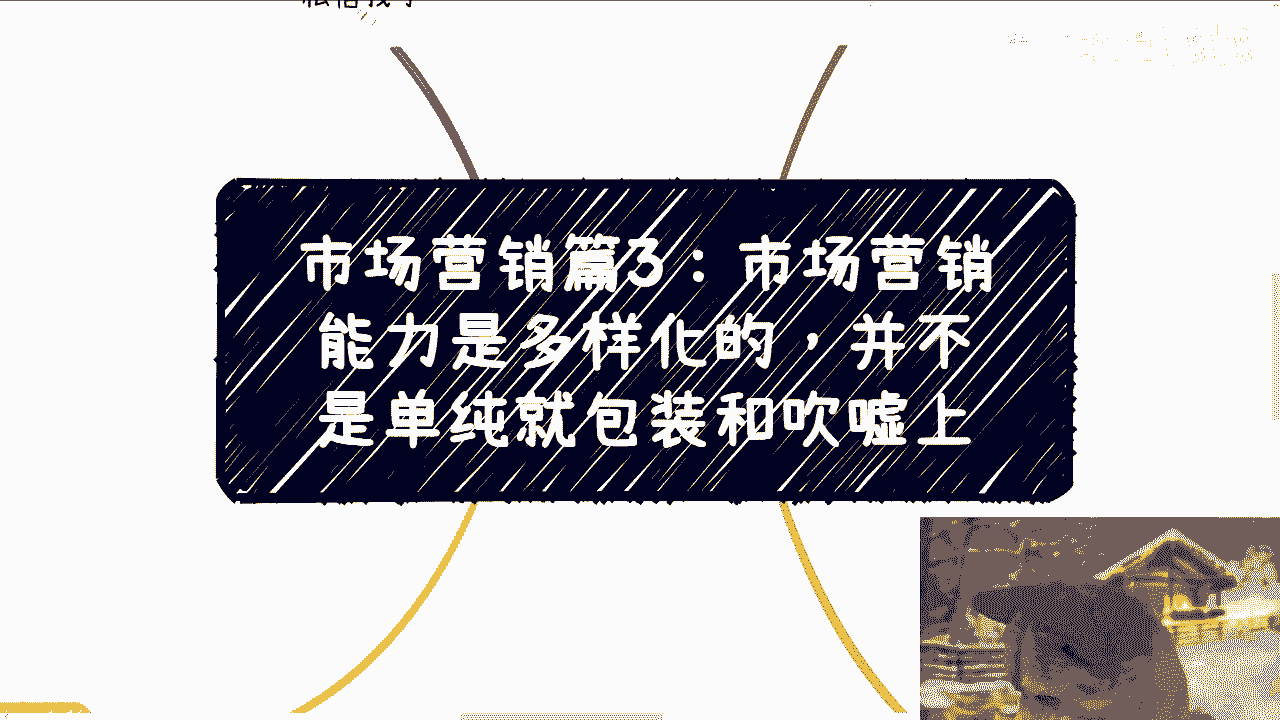 市场营销篇3：市场营销
能力是多样化的，并不
是单纯就包装和吹嘘上